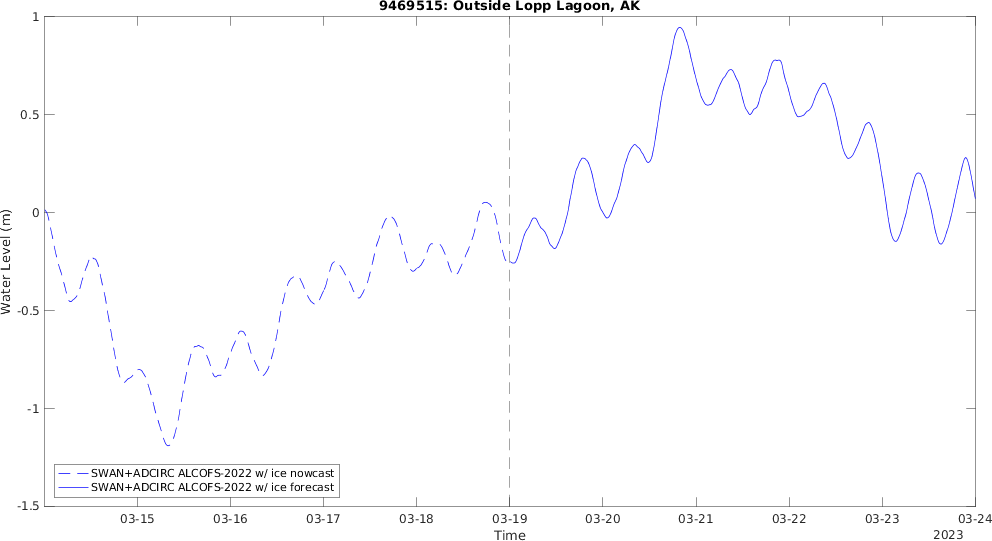 9469515: Outside Lopp Lagoon, AK
1
0.5
0
-0.5
-1
-1.5
Water Level (m)
SWAN+ADCIRC ALCOFS-2022 w/ ice nowcast
SWAN+ADCIRC ALCOFS-2022 w/ ice forecast
03-15 03-16 03-17 03-18 03-19 03-20 03-21 03-22 03-23 03-24
Time
2023